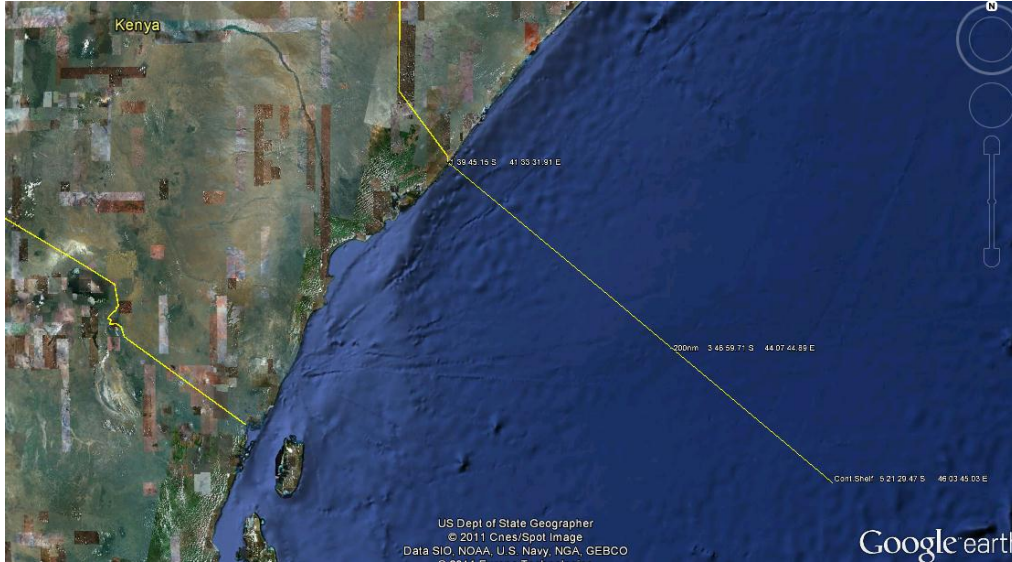 N
Kenya
39.45.15 S 41 33 31.91 E
200nm 3 46 59.71 S 44 07 44.89 E
Cont.Shelf 5 21 29.47 S 46 03 45.03 E
US Dept of State Geographer
© 2011 Cnes/Spot Image
Data SIO, NOAA, U.S. Navy, NGA, GEBCO
Google earth